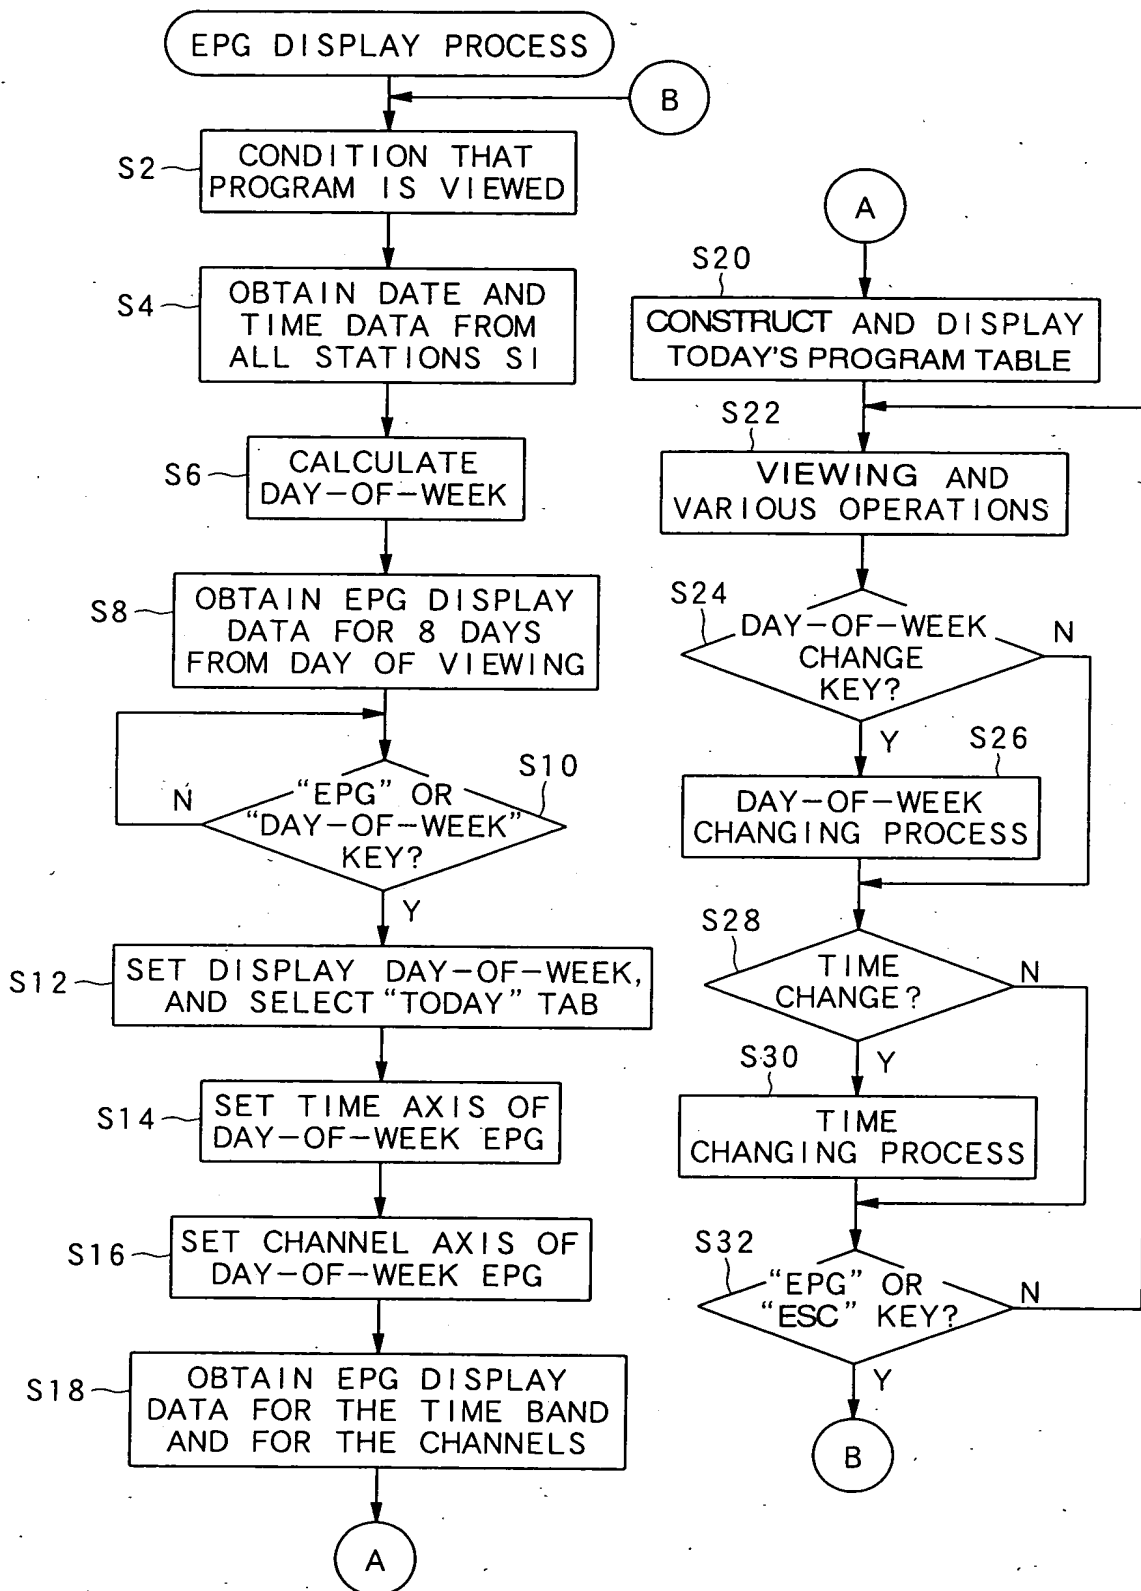 EPG DISPLAY PROCESS
B
S2
CONDITION THAT
PROGRAM IS VIEWED
S4
OBTAIN DATE AND
TIME DATA FROM
ALL STATIONS SI
S6
CALCULATE
DAY-OF-WEEK
S8
OBTAIN EPG DISPLAY
DATA FOR 8 DAYS
FROM DAY OF VIEWING
S10
N
“EPG” OR
“DAY-OF-WEEK”
KEY?
Y
S12
SET DISPLAY DAY-OF-WEEK,
AND SELECT “TODAY” TAB
S14
SET TIME AXIS OF
DAY-OF-WEEK EPG
S16
SET CHANNEL AXIS OF
DAY-OF-WEEK EPG
S18
OBTAIN EPG DISPLAY
DATA FOR THE TIME BAND
AND FOR THE CHANNELS
A
A
S20
CONSTRUCT AND DISPLAY
TODAY'S PROGRAM TABLE
S22
VIEWING AND
VARIOUS OPERATIONS
S24
DAY-OF-WEEK
CHANGE
KEY?
N
Y
S26
DAY-OF-WEEK
CHANGING PROCESS
S28
TIME
CHANGE?
N
Y
S30
TIME
CHANGING PROCESS
S32
“EPG” OR
“ESC” KEY?
N
Y
B